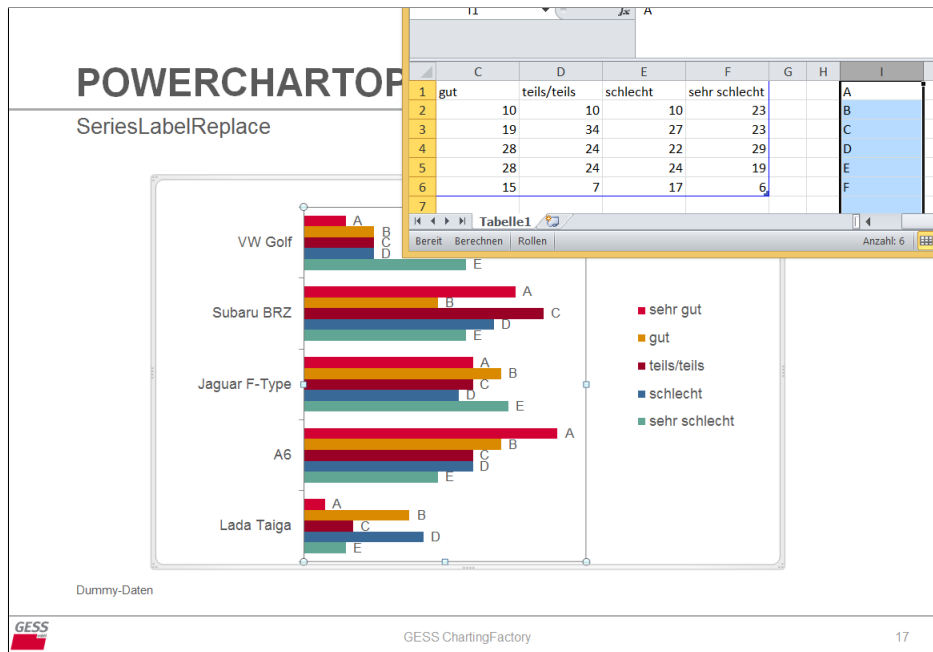 I1 fx A
POWERCHARTOP
SeriesLabelReplace
C D E F G H I
1 gut teils/teils schlecht sehr schlecht A
2 10 10 10 23 B
3 19 34 27 23 C
4 28 24 22 29 D
5 28 24 24 19 E
6 15 7 17 6 F
7
Tabelle1
Bereit Berechnen Rollen Anzahl: 6
VW Golf A
B
C
D
E
Subaru BRZ A
B
C
D
E
Jaguar F-Type A
B
C
D
E
A6 A
B
C
D
E
Lada Taiga A
B
C
D
E
sehr gut
gut
teils/teils
schlecht
sehr schlecht
Dummy-Daten
GESS
GESS ChartingFactory
17